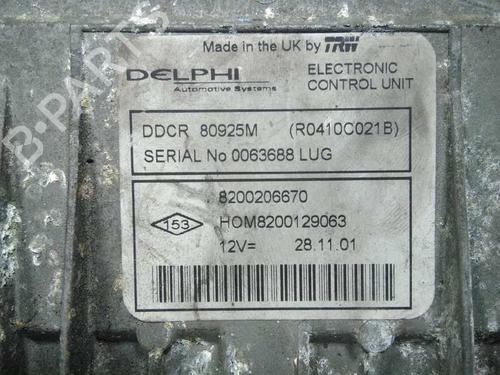 Made in the UK by TRW
DELPHI
Automotive Systems
ELECTRONIC
CONTROL UNIT
DDCR 80925M (R0410C021B)
SERIAL No 0063688 LUG
8200206670
153
HOM8200129063
12V= 28.11.01
B-Parts